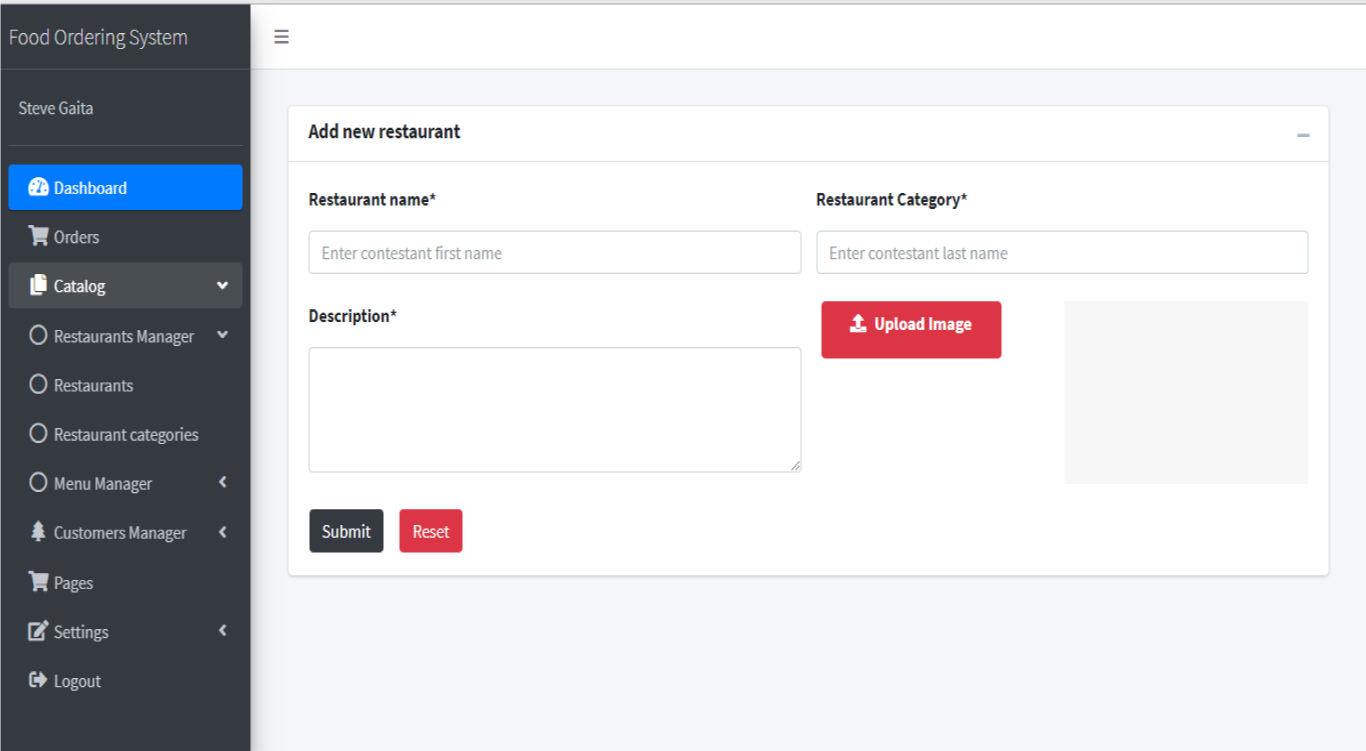 Food Ordering System
Steve Gaita
Dashboard
Orders
Catalog
Restaurants Manager
Restaurants
Restaurant categories
Menu Manager
Customers Manager
Pages
Settings
Logout
Add new restaurant
Restaurant name* Restaurant Category*
Enter contestant first name Enter contestant last name
Description* Upload Image
Submit Reset